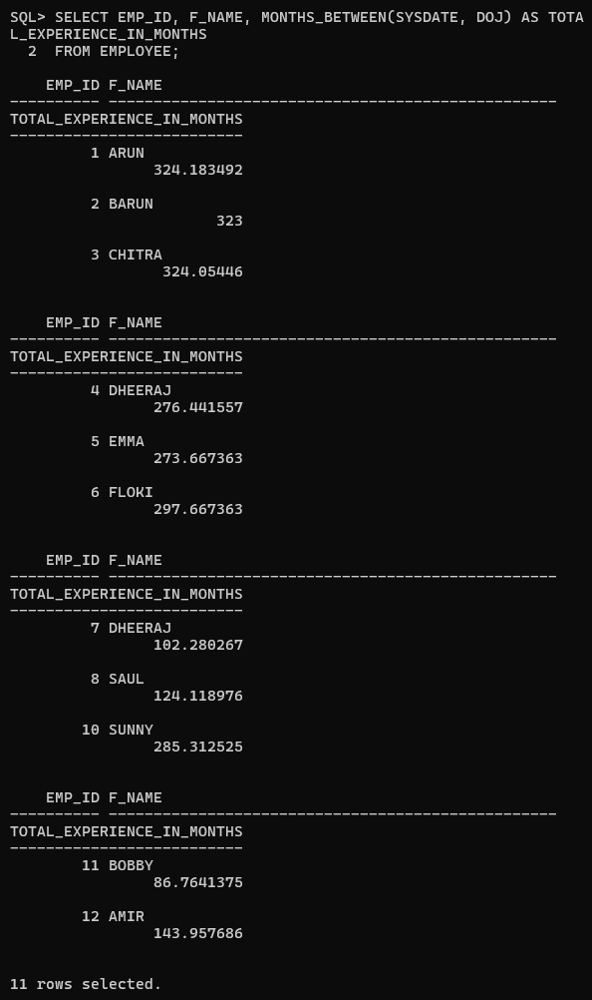 SQL> SELECT EMP_ID, F_NAME, MONTHS_BETWEEN(SYSDATE, DOJ) AS TOTA
L_EXPERIENCE_IN_MONTHS
  2  FROM EMPLOYEE;

    EMP_ID F_NAME
---------- --------------------------------------------------
TOTAL_EXPERIENCE_IN_MONTHS
--------------------------
         1 ARUN
                324.183492

         2 BARUN
                       323

         3 CHITRA
                 324.05446


    EMP_ID F_NAME
---------- --------------------------------------------------
TOTAL_EXPERIENCE_IN_MONTHS
--------------------------
         4 DHEERAJ
                276.441557

         5 EMMA
                273.667363

         6 FLOKI
                297.667363


    EMP_ID F_NAME
---------- --------------------------------------------------
TOTAL_EXPERIENCE_IN_MONTHS
--------------------------
         7 DHEERAJ
                102.280267

         8 SAUL
                124.118976

        10 SUNNY
                285.312525


    EMP_ID F_NAME
---------- --------------------------------------------------
TOTAL_EXPERIENCE_IN_MONTHS
--------------------------
        11 BOBBY
                86.7641375

        12 AMIR
                143.957686


11 rows selected.